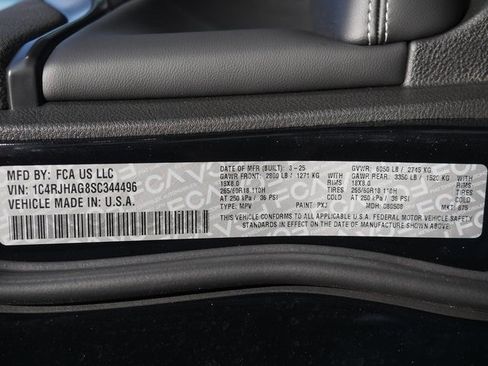 MFD BY: FCA US LLC
VIN: 1C4RJHAG8SC344496
VEHICLE MADE IN: U.S.A.
DATE OF MFR (BUILT): 3-25 GVWR: 6050 LB / 2745 KG
GAWR FRONT: 2800 LB / 1271 KG WITH GAWR REAR: 3350 LB / 1520 KG WITH
18X8.0 RIMS 18X8.0 RIMS
265/60R18 110H TIRES 265/60R18 110H TIRES
AT 250 kPa / 36 PSI COLD AT 250 kPa / 36 PSI COLD
TYPE: MPV PAINT: PXJ MDH: 030508 MKT: 675
THIS VEHICLE CONFORMS TO ALL APPLICABLE U.S.A. FEDERAL MOTOR VEHICLE SAFETY
STANDARDS IN EFFECT ON THE DATE OF MANUFACTURE SHOWN ABOVE.